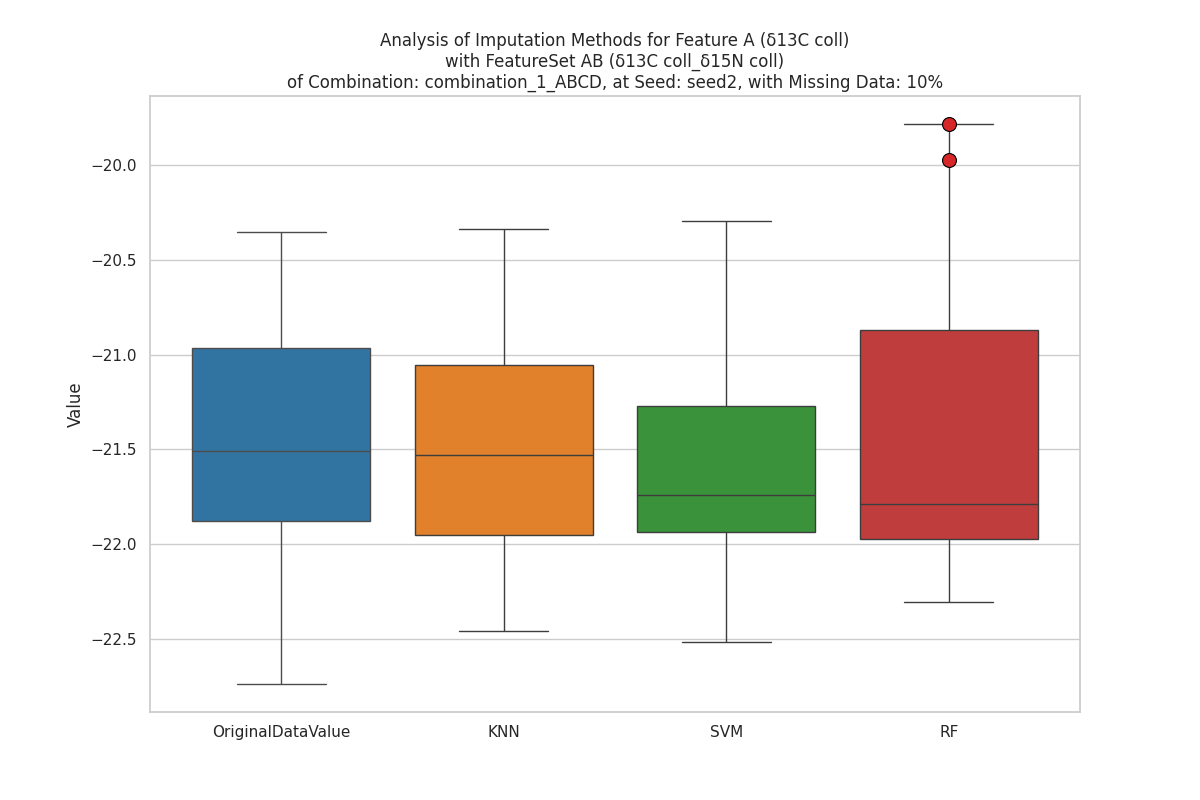 Analysis of Imputation Methods for Feature A (δ13C coll)
with FeatureSet AB (δ13C coll_δ15N coll)
of Combination: combination_1_ABCD, at Seed: seed2, with Missing Data: 10%
−20.0
−20.5
−21.0
−21.5
−22.0
−22.5
Value
OriginalDataValue
KNN
SVM
RF